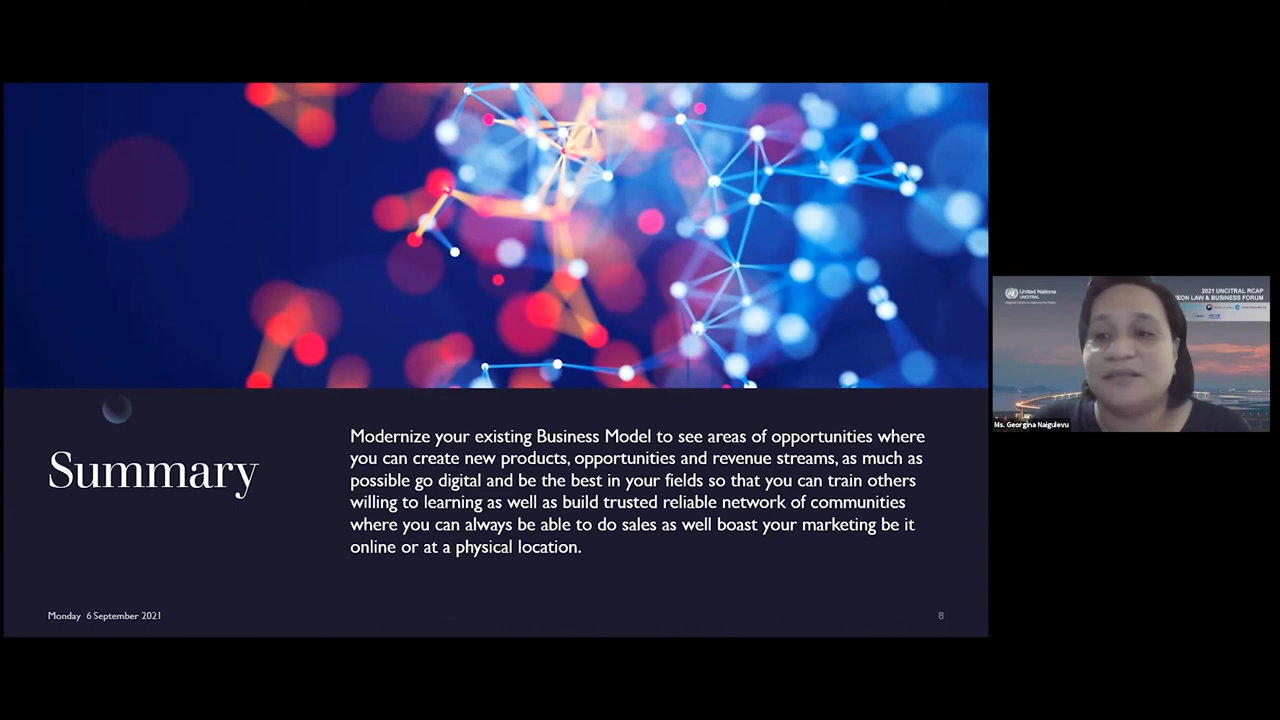 Summary
Modernize your existing Business Model to see areas of opportunities where
you can create new products, opportunities and revenue streams, as much as
possible go digital and be the best in your fields so that you can train others
willing to learning as well as build trusted reliable network of communities
where you can always be able to do sales as well boast your marketing be it
online or at a physical location.
Monday 6 September 2021
8
United Nations
UNCITRAL
2021 UNCITRAL RCAP
EON LAW & BUSINESS FORUM
Ms. Georgina Naigulevu